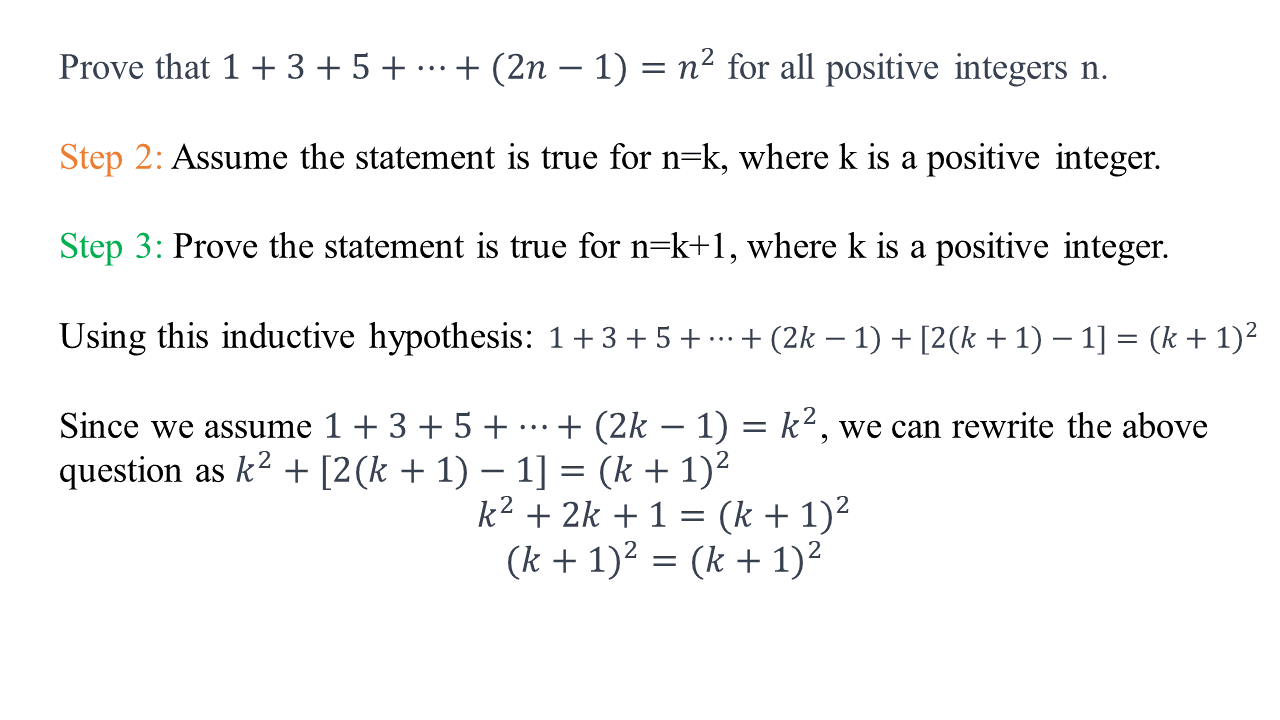 Prove that 1 + 3 + 5 + ⋯ + (2𝑛 − 1) = 𝑛² for all positive integers n.
Step 2: Assume the statement is true for n=k, where k is a positive integer.
Step 3: Prove the statement is true for n=k+1, where k is a positive integer.
Using this inductive hypothesis: 1 + 3 + 5 + ⋯ + (2𝑘 − 1) + [2(𝑘 + 1) − 1] = (𝑘 + 1)²
Since we assume 1 + 3 + 5 + ⋯ + (2𝑘 − 1) = 𝑘², we can rewrite the above
question as 𝑘² + [2(𝑘 + 1) − 1] = (𝑘 + 1)²
𝑘² + 2𝑘 + 1 = (𝑘 + 1)²
(𝑘 + 1)² = (𝑘 + 1)²